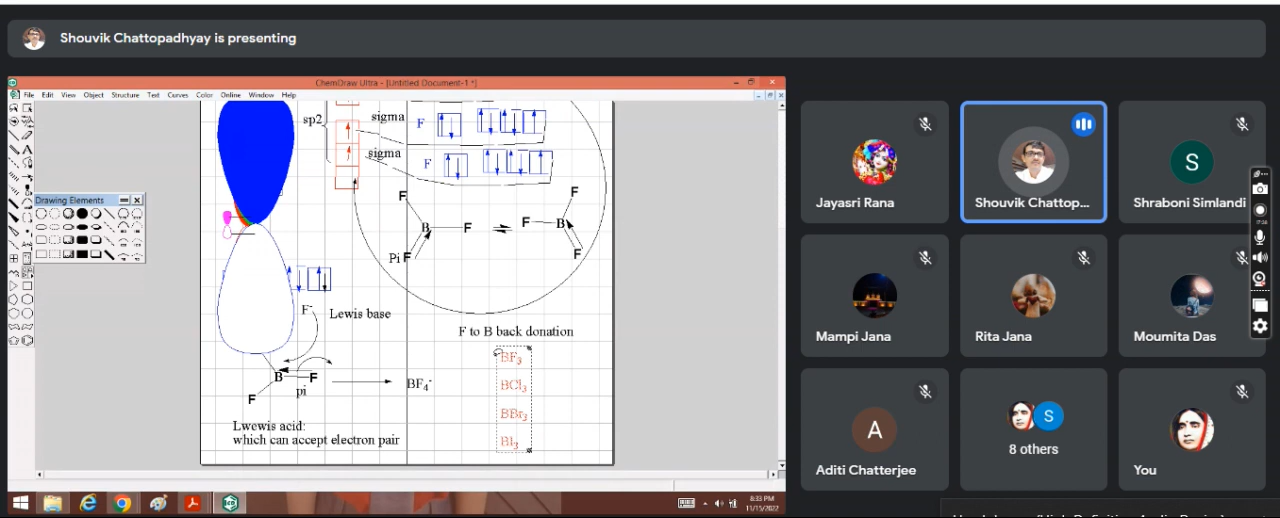 Shouvik Chattopadhyay is presenting
ChemDraw Ultra - [Untitled Document-1 *]
File Edit View Object Structure Text Curves Color Online Window Help
sp2
sigma
F
sigma
F
Drawing Elements
F
F
B
F
F
B
Pi F
F
F-
Lewis base
F to B back donation
BF3
B
F
pi
F
BF4-
BCl3
BBr3
BI3
Lwewis acid:
which can accept electron pair
8:33 PM
11/15/2022
Jayasri Rana
Shouvik Chattop...
S
Shraboni Simlandi
Mampi Jana
Rita Jana
Moumita Das
A
Aditi Chatterjee
S
8 others
You